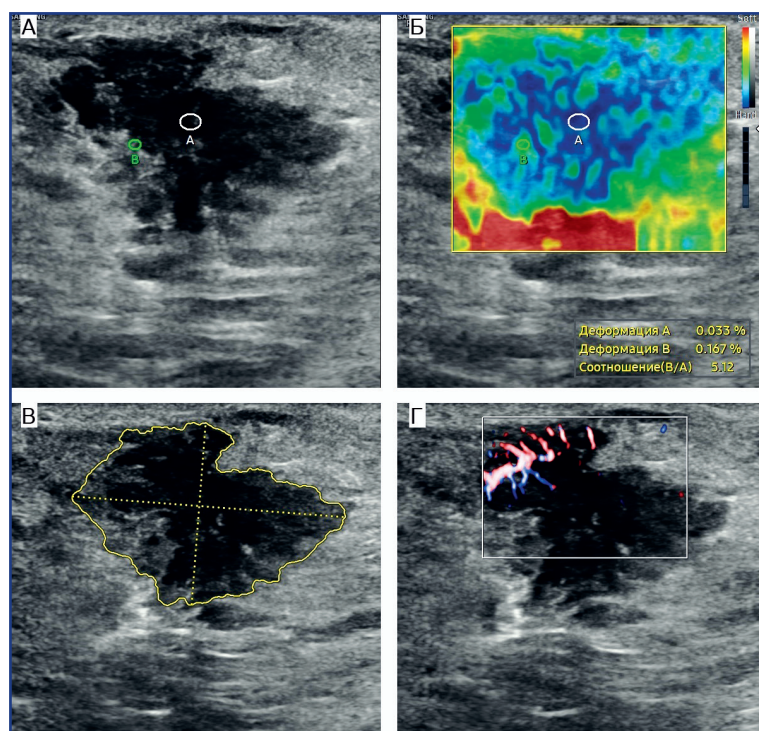 А
A
B
Б
Soft
Hard
A
B
Деформация А 0.033 %
Деформация В 0.167 %
Соотношение(В/А) 5.12
В
Г